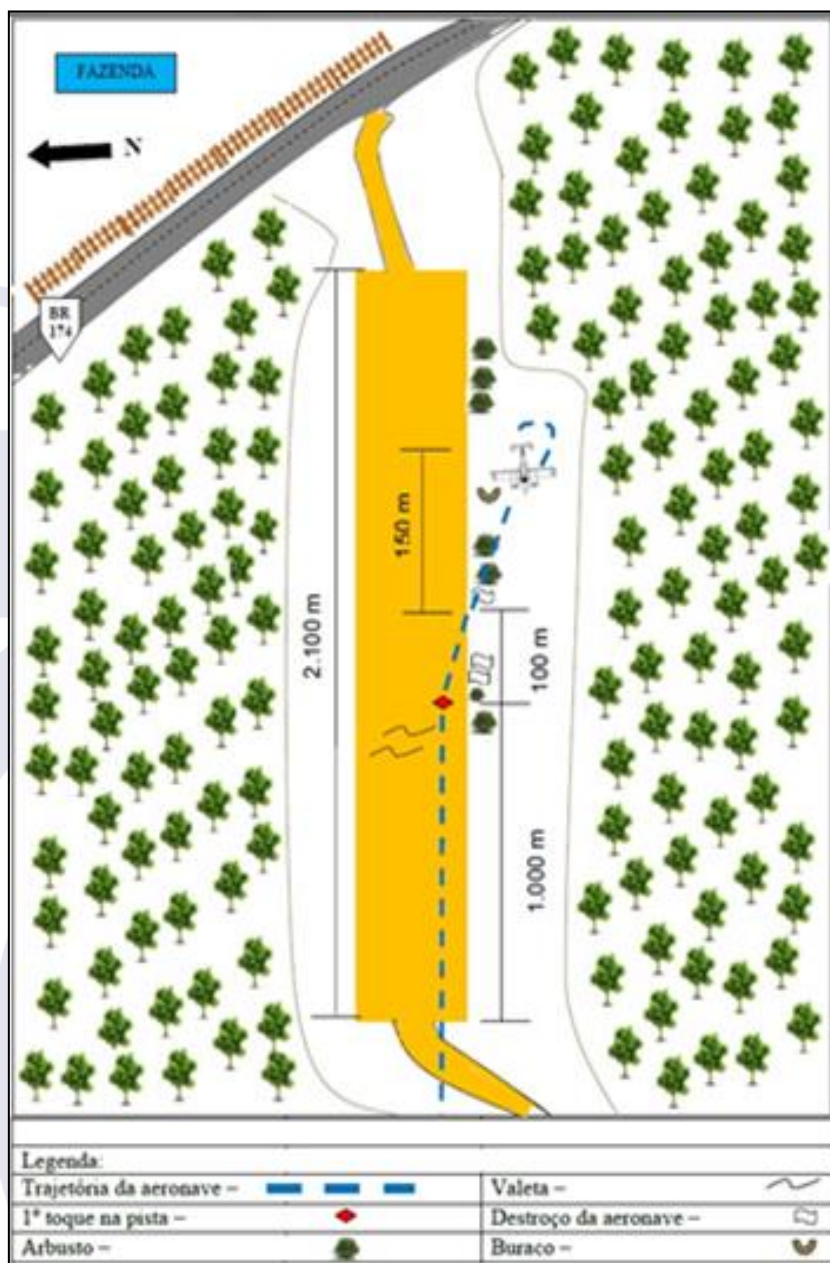 FAZENDA
N
BR
174
150 m
2.100 m
100 m
1.000 m
Legenda:
Trajetória da aeronave –
Valeta –
1º toque na pista –
Destroço da aeronave –
Arbusto –
Buraco –